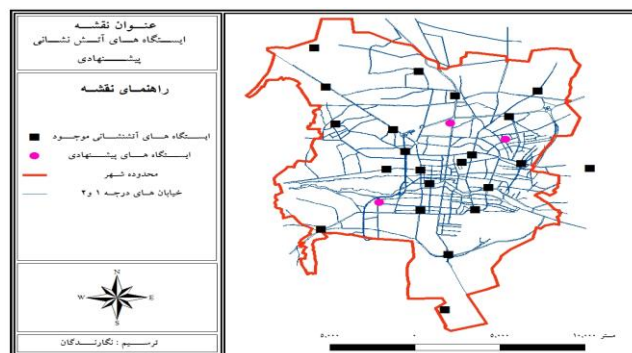 عنوان نقشه
ایستگاه های آتش نشانی
پیشنهادی
راهنمای نقشه
ایستگاه های آتشنشانی موجود
ایستگاه های پیشنهادی
محدوده شهر
خیابان های درجه ۱ و۲
N
W E
S
ترسیم : نگارندگان
۵,۰۰۰ ۰ ۵,۰۰۰ ۱۰,۰۰۰ متر